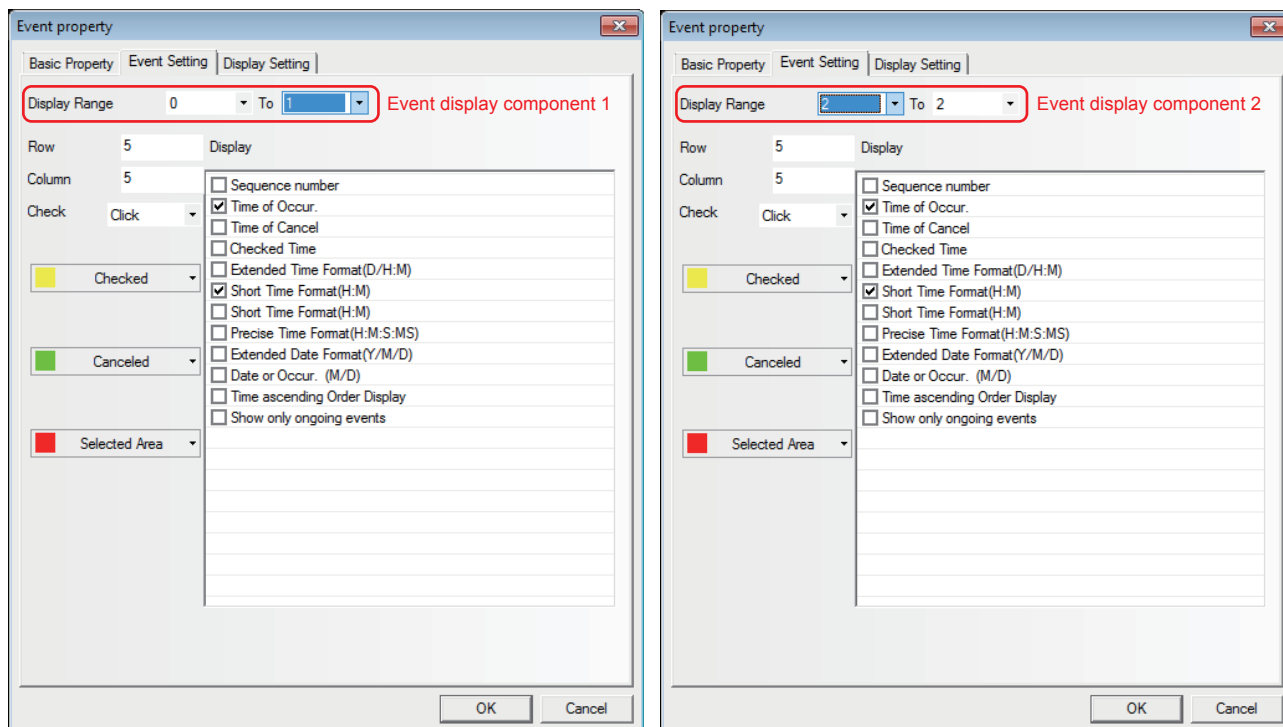 Event property
Basic Property Event Setting Display Setting
Display Range 0 To 1 Event display component 1
Row 5 Display
Column 5
Check Click
Sequence number
Time of Occur.
Time of Cancel
Checked Time
Extended Time Format(D/H:M)
Short Time Format(H:M)
Short Time Format(H:M)
Precise Time Format(H:M:S:MS)
Extended Date Format(Y/M/D)
Date or Occur. (M/D)
Time ascending Order Display
Show only ongoing events
Checked
Canceled
Selected Area
OK Cancel
Event property
Basic Property Event Setting Display Setting
Display Range 2 To 2 Event display component 2
Row 5 Display
Column 5
Check Click
Sequence number
Time of Occur.
Time of Cancel
Checked Time
Extended Time Format(D/H:M)
Short Time Format(H:M)
Short Time Format(H:M)
Precise Time Format(H:M:S:MS)
Extended Date Format(Y/M/D)
Date or Occur. (M/D)
Time ascending Order Display
Show only ongoing events
Checked
Canceled
Selected Area
OK Cancel